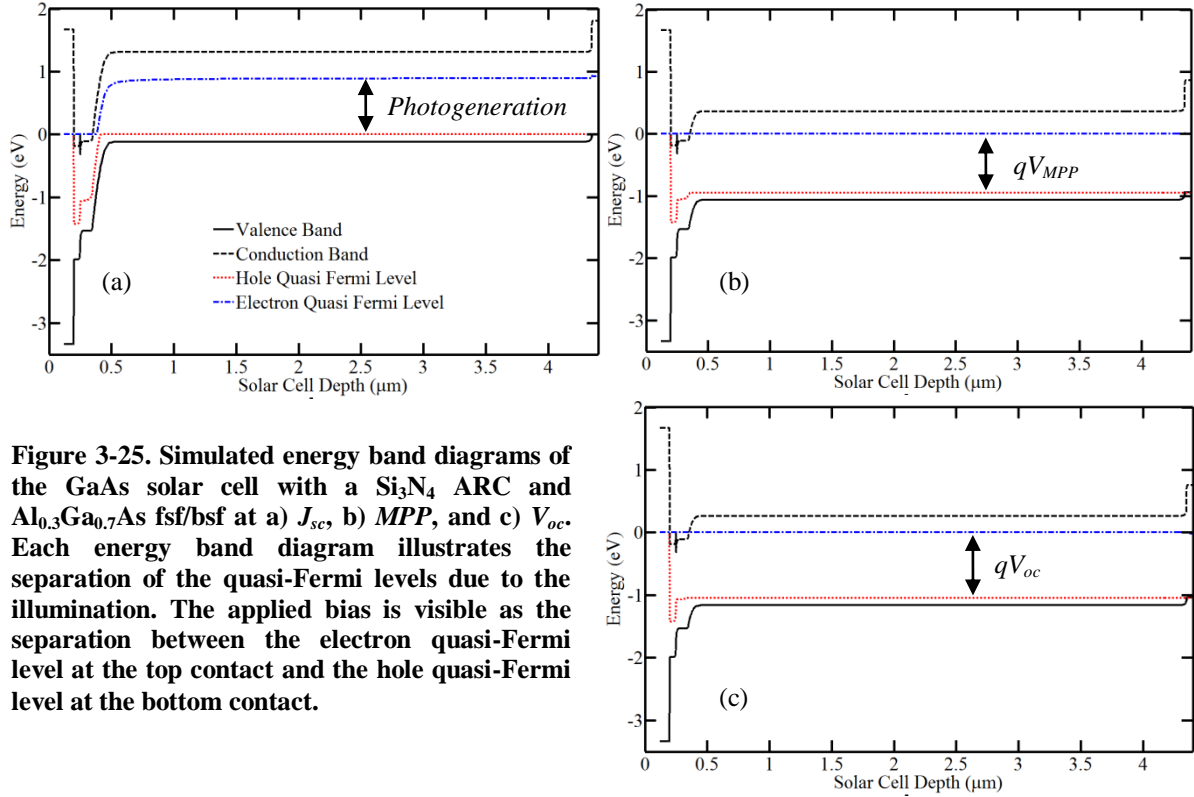 2
1
0
-1
-2
-3
Energy (eV)
Photogeneration
Valence Band
Conduction Band
Hole Quasi Fermi Level
Electron Quasi Fermi Level
(a)
0 0.5 1 1.5 2 2.5 3 3.5 4
Solar Cell Depth (μm)
2
1
0
-1
-2
-3
Energy (eV)
qV_MPP
(b)
0 0.5 1 1.5 2 2.5 3 3.5 4
Solar Cell Depth (μm)
Figure 3-25. Simulated energy band diagrams of
the GaAs solar cell with a Si₃N₄ ARC and
Al₀.₃Ga₀.₇As fsf/bsf at a) J_sc, b) MPP, and c) V_oc.
Each energy band diagram illustrates the
separation of the quasi-Fermi levels due to the
illumination. The applied bias is visible as the
separation between the electron quasi-Fermi
level at the top contact and the hole quasi-Fermi
level at the bottom contact.
2
1
0
-1
-2
-3
Energy (eV)
qV_oc
(c)
0 0.5 1 1.5 2 2.5 3 3.5 4
Solar Cell Depth (μm)